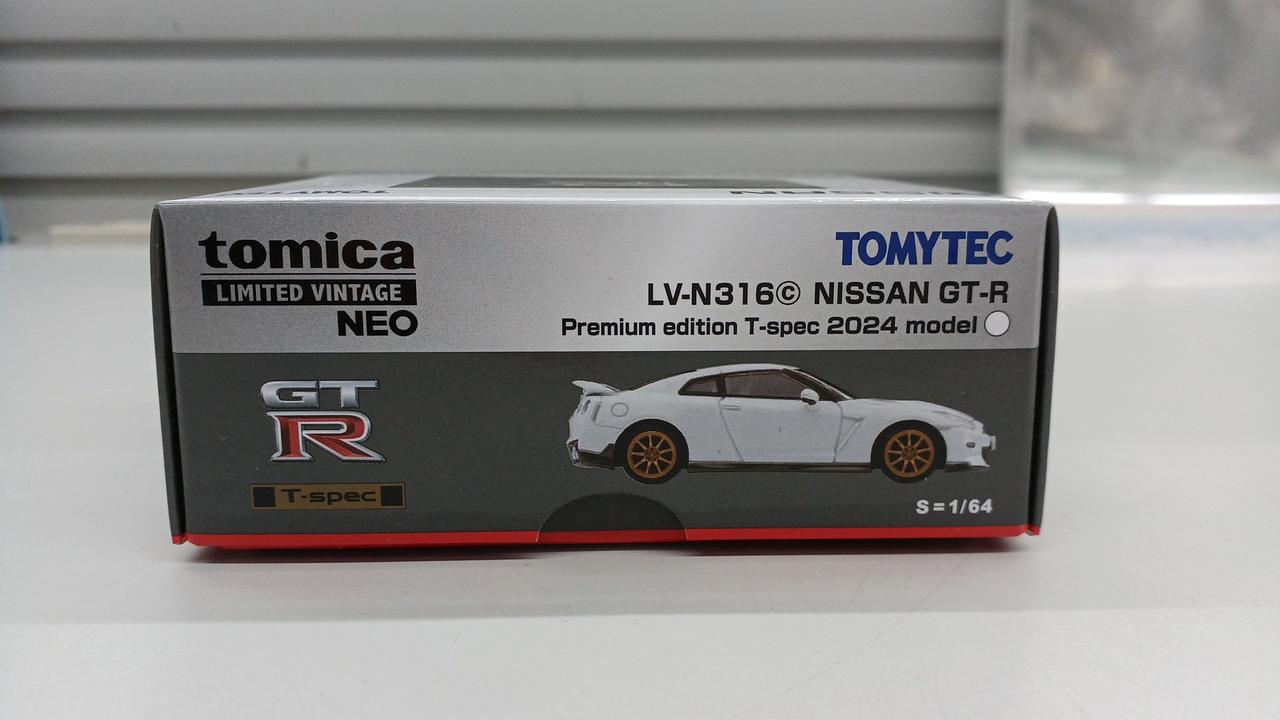 tomica
LIMITED VINTAGE
NEO
TOMYTEC
LV-N316© NISSAN GT-R
Premium edition T-spec 2024 model
GT
R
T-spec
S=1/64